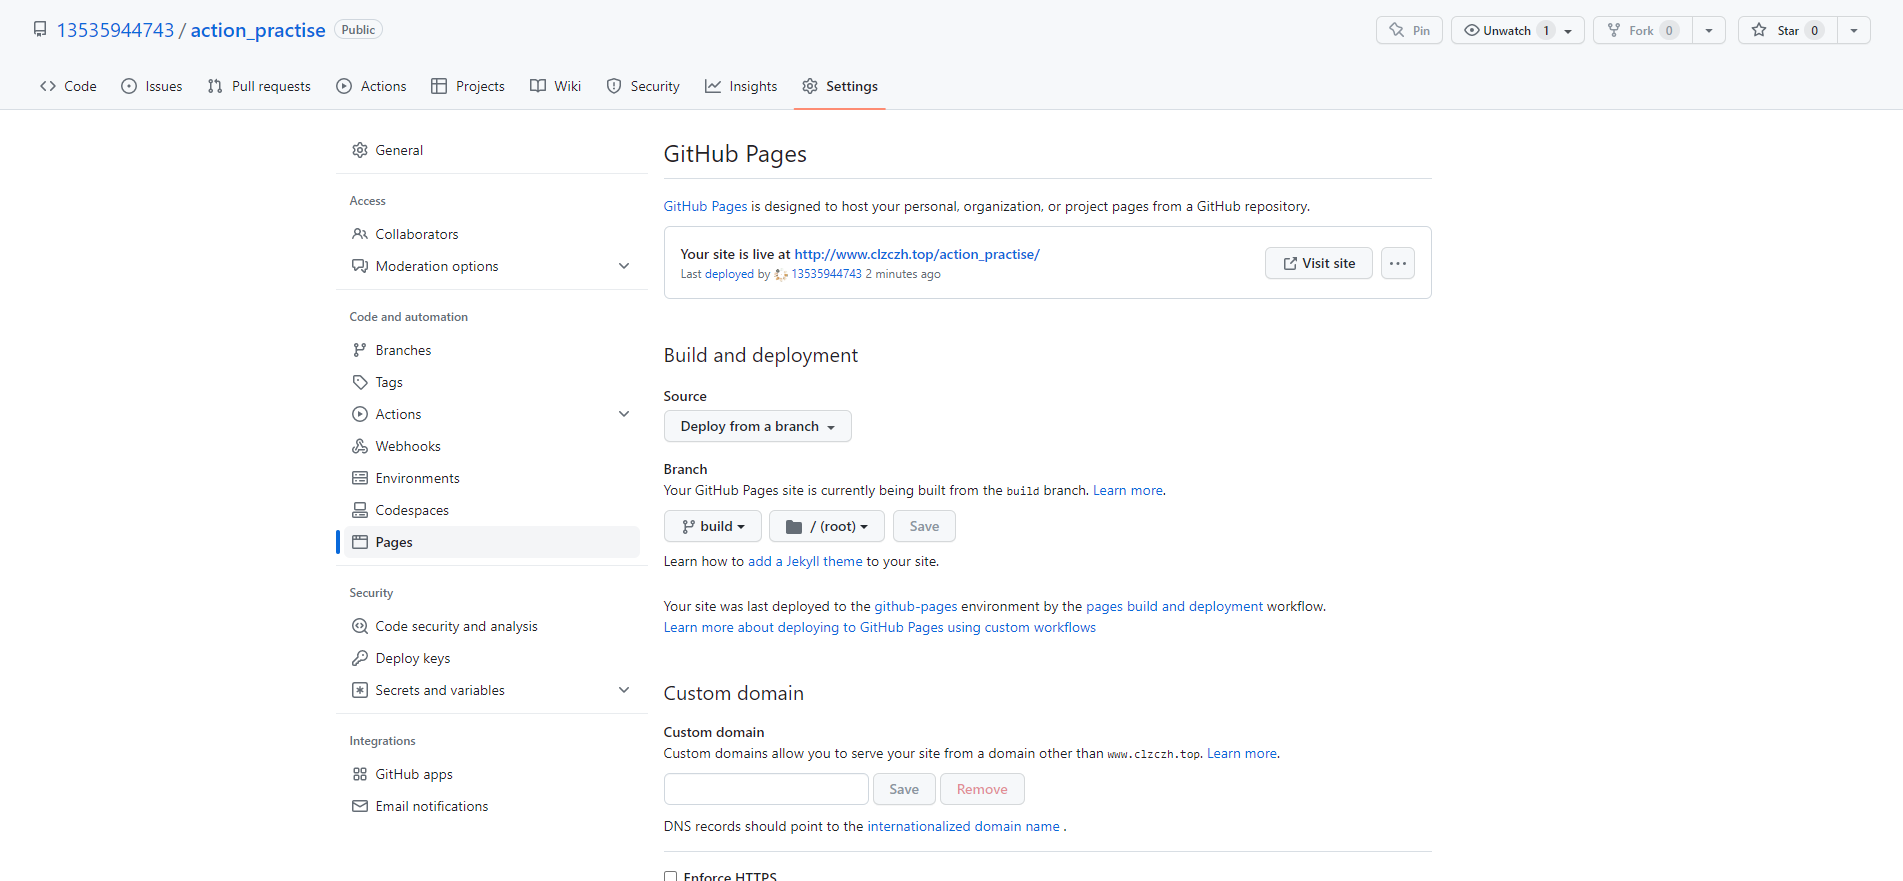 13535944743 / action_practise Public
Pin
Unwatch 1
Fork 0
Star 0
Code
Issues
Pull requests
Actions
Projects
Wiki
Security
Insights
Settings
General
Access
Collaborators
Moderation options
Code and automation
Branches
Tags
Actions
Webhooks
Environments
Codespaces
Pages
Security
Code security and analysis
Deploy keys
Secrets and variables
Integrations
GitHub apps
Email notifications
GitHub Pages
GitHub Pages is designed to host your personal, organization, or project pages from a GitHub repository.
Your site is live at http://www.clzczh.top/action_practise/
Last deployed by 13535944743 2 minutes ago
Visit site
Build and deployment
Source
Deploy from a branch
Branch
Your GitHub Pages site is currently being built from the build branch. Learn more.
build
/ (root)
Save
Learn how to add a Jekyll theme to your site.
Your site was last deployed to the github-pages environment by the pages build and deployment workflow.
Learn more about deploying to GitHub Pages using custom workflows
Custom domain
Custom domain
Custom domains allow you to serve your site from a domain other than www.clzczh.top. Learn more.
Save
Remove
DNS records should point to the internationalized domain name .
Enforce HTTPS